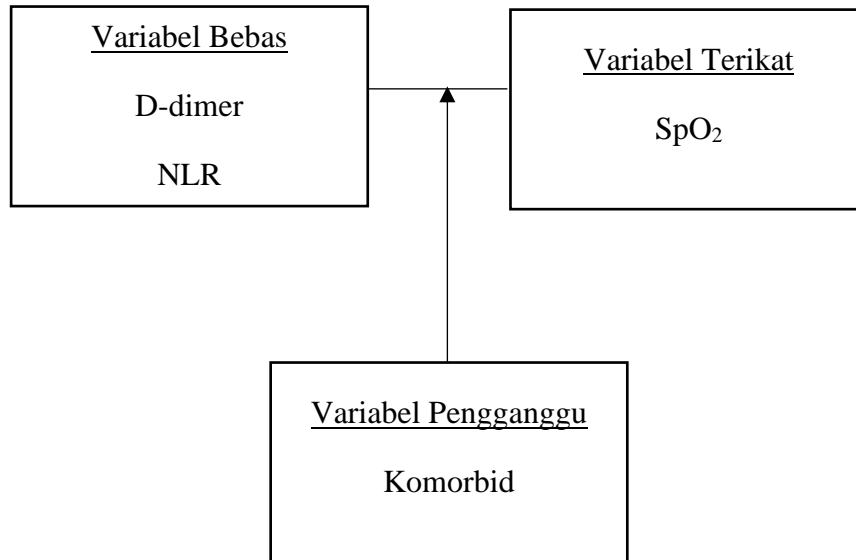 Variabel Bebas
D-dimer
NLR
Variabel Terikat
SpO₂
Variabel Pengganggu
Komorbid